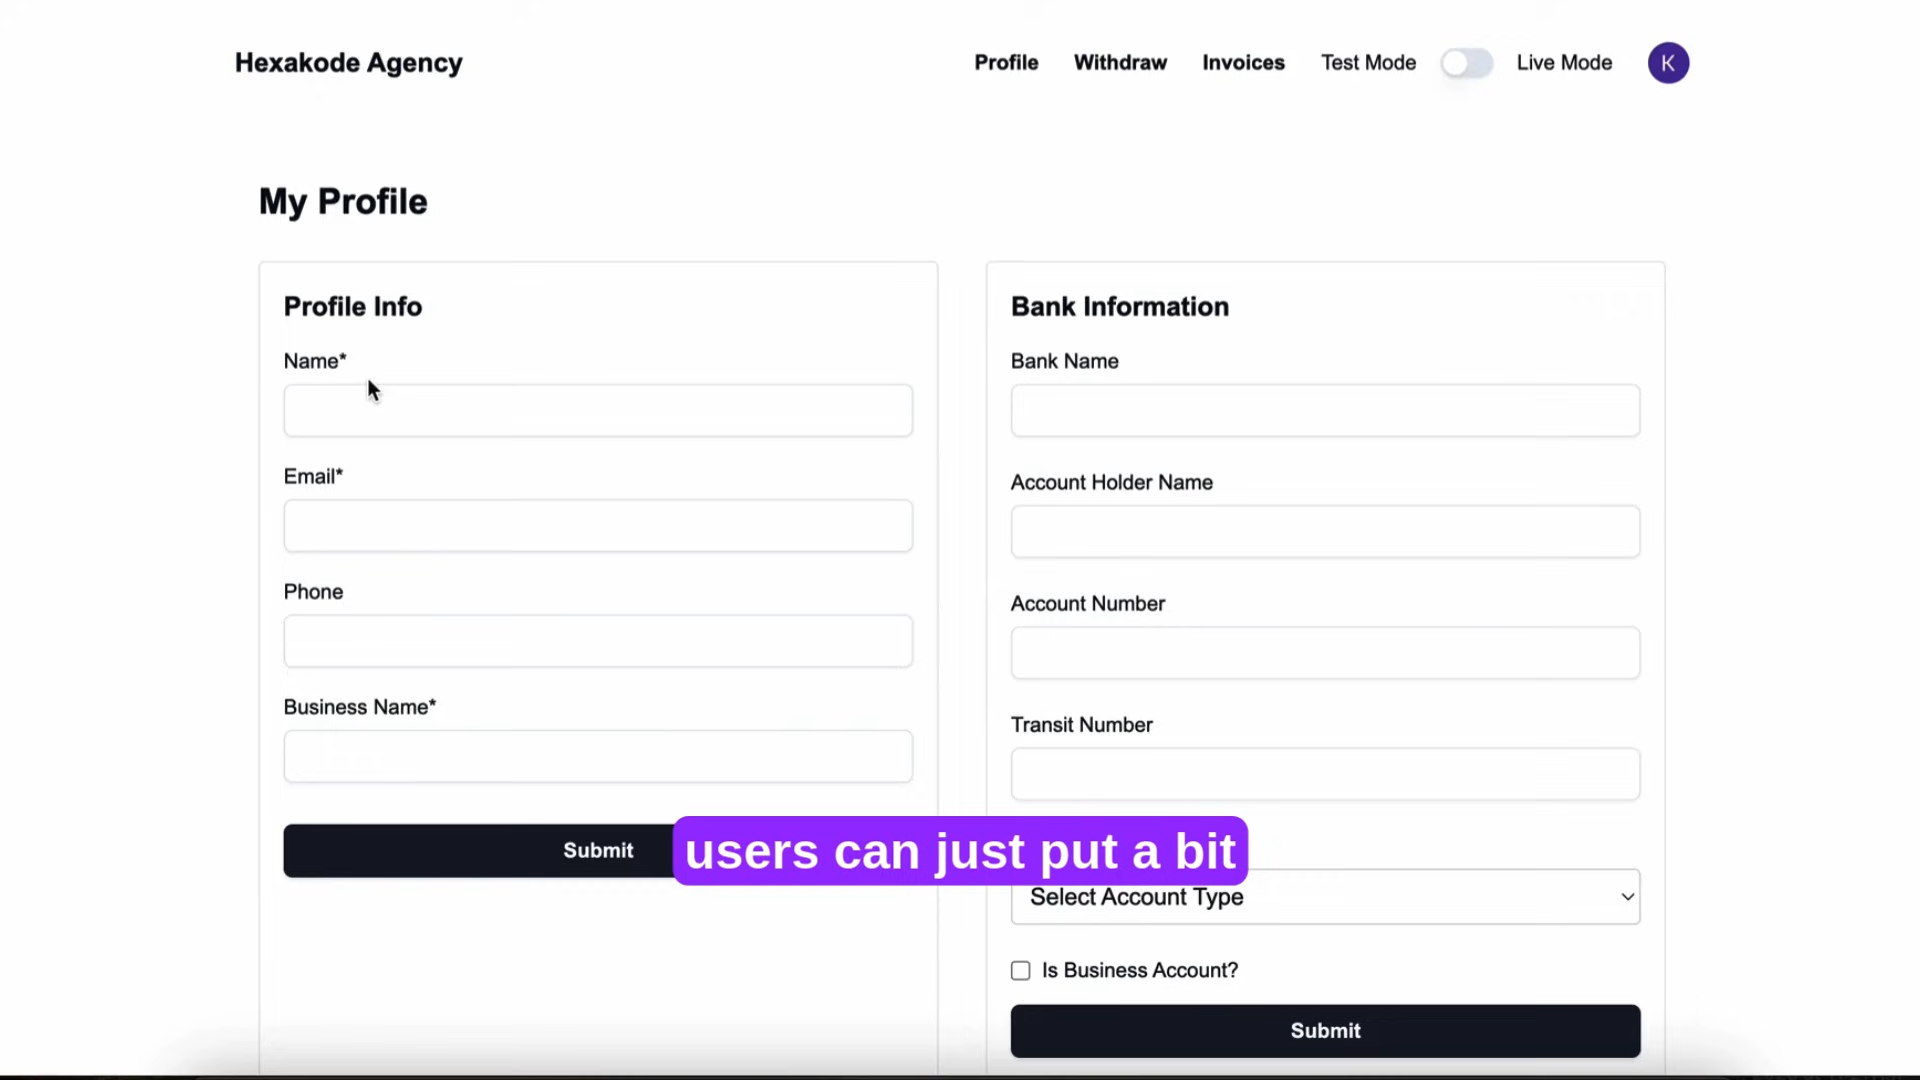 Hexakode Agency
Profile
Withdraw
Invoices
Test Mode
Live Mode
K
My Profile
Profile Info
Name*
Email*
Phone
Business Name*
Submit
Bank Information
Bank Name
Account Holder Name
Account Number
Transit Number
users can just put a bit
Select Account Type
Is Business Account?
Submit